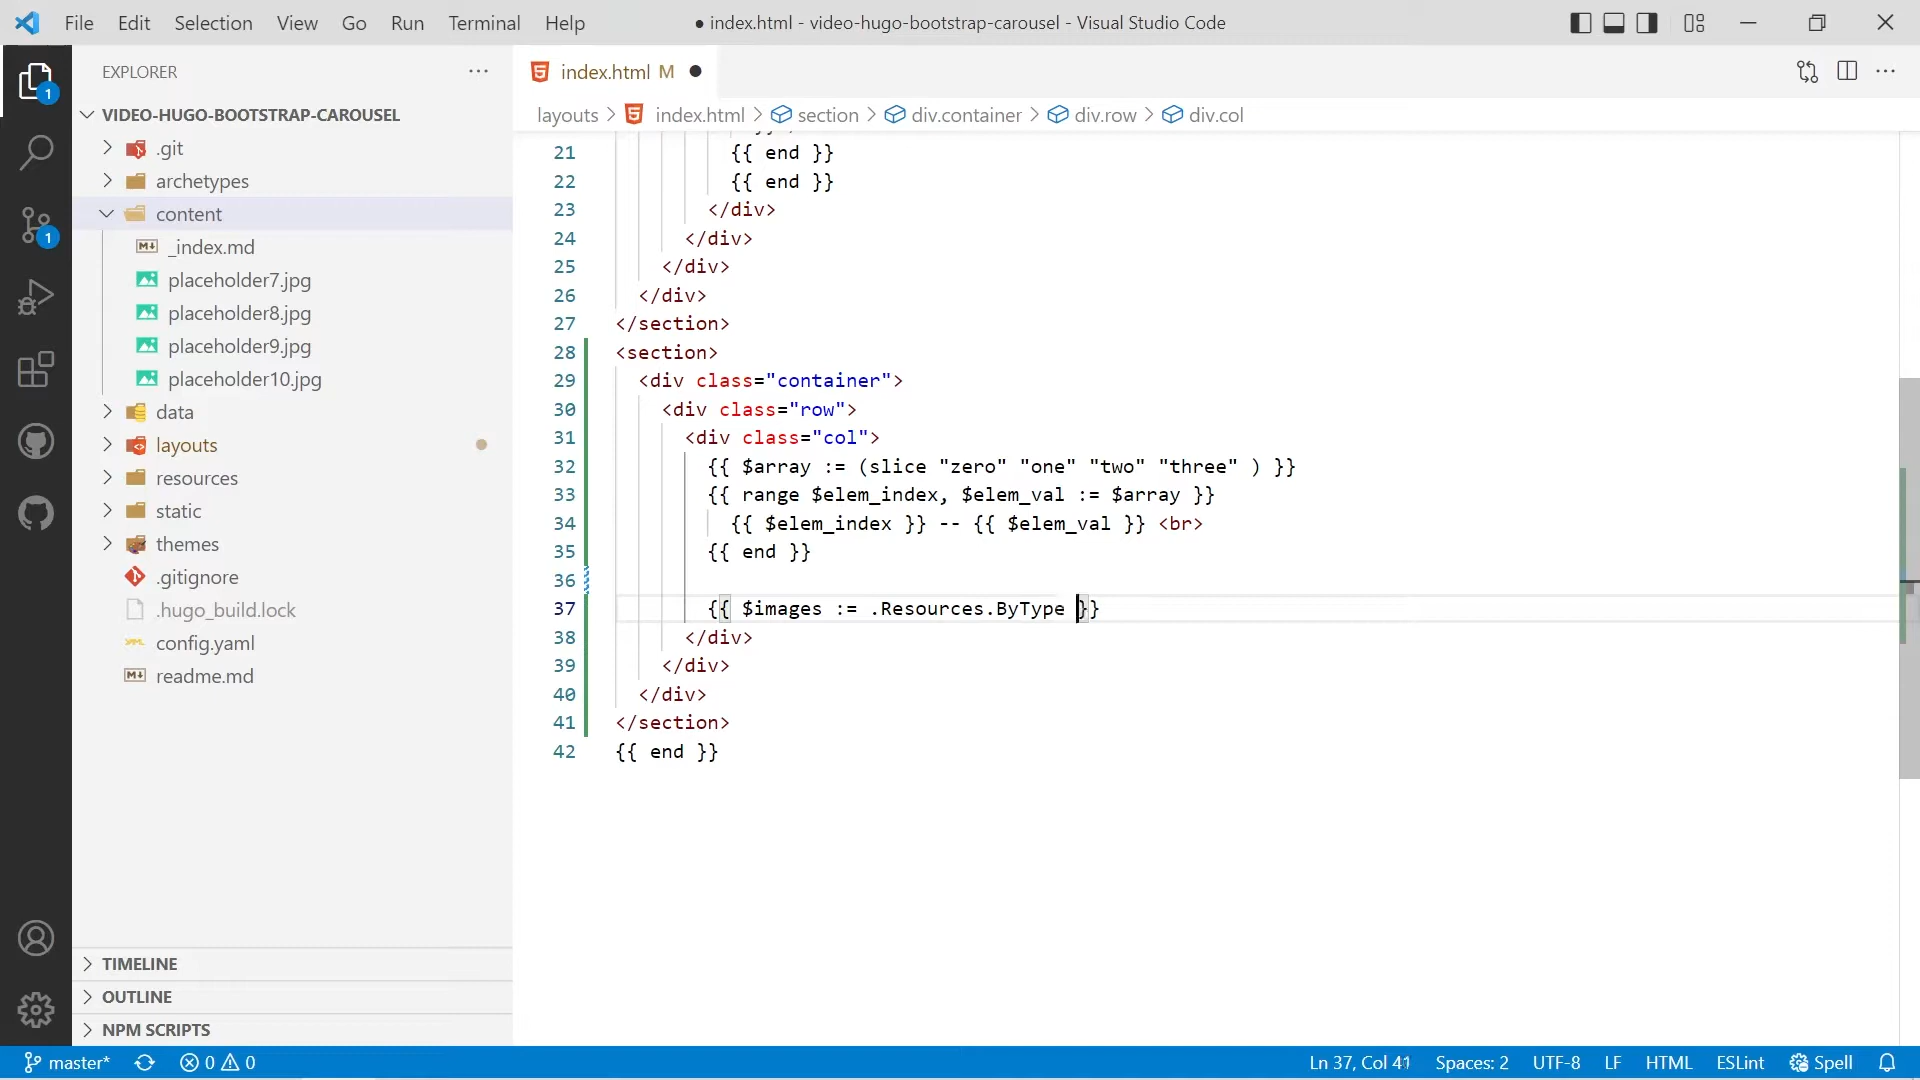 File Edit Selection View Go Run Terminal Help
● index.html - video-hugo-bootstrap-carousel - Visual Studio Code
EXPLORER
1
1
VIDEO-HUGO-BOOTSTRAP-CAROUSEL
.git
archetypes
content
_index.md
placeholder7.jpg
placeholder8.jpg
placeholder9.jpg
placeholder10.jpg
data
layouts
resources
static
themes
.gitignore
.hugo_build.lock
config.yaml
readme.md
TIMELINE
OUTLINE
NPM SCRIPTS
index.html M
layouts > index.html > section > div.container > div.row > div.col
21 {{ end }}
22 {{ end }}
23 </div>
24 </div>
25 </div>
26 </div>
27 </section>
28 <section>
29 <div class="container">
30 <div class="row">
31 <div class="col">
32 {{ $array := (slice "zero" "one" "two" "three" ) }}
33 {{ range $elem_index, $elem_val := $array }}
34 {{ $elem_index }} -- {{ $elem_val }} <br>
35 {{ end }}
36
37 {{ $images := .Resources.ByType }}
38 </div>
39 </div>
40 </div>
41 </section>
42 {{ end }}
master* 0 0
Ln 37, Col 41 Spaces: 2 UTF-8 LF HTML ESLint Spell